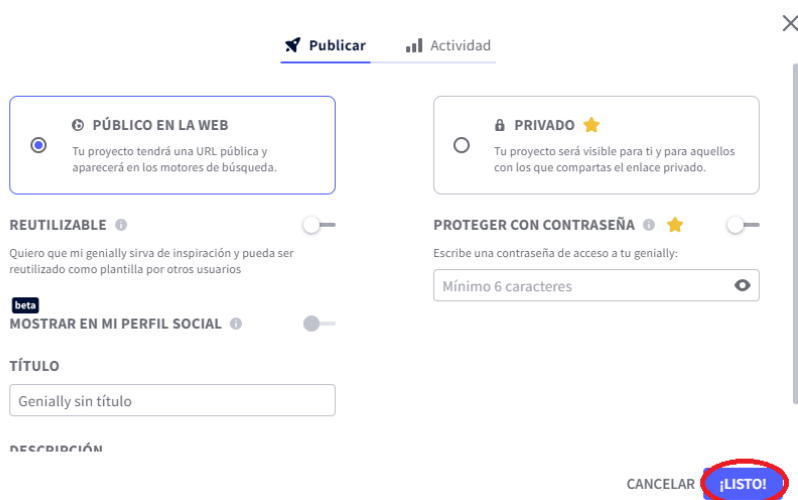 Publicar
Actividad
PÚBLICO EN LA WEB
Tu proyecto tendrá una URL pública y
aparecerá en los motores de búsqueda.
PRIVADO
Tu proyecto será visible para ti y para aquellos
con los que compartas el enlace privado.
REUTILIZABLE
Quiero que mi genially sirva de inspiración y pueda ser
reutilizado como plantilla por otros usuarios
PROTEGER CON CONTRASEÑA
Escribe una contraseña de acceso a tu genially:
Mínimo 6 caracteres
beta
MOSTRAR EN MI PERFIL SOCIAL
TÍTULO
Genially sin título
DESCRIPCIÓN
CANCELAR
¡LISTO!